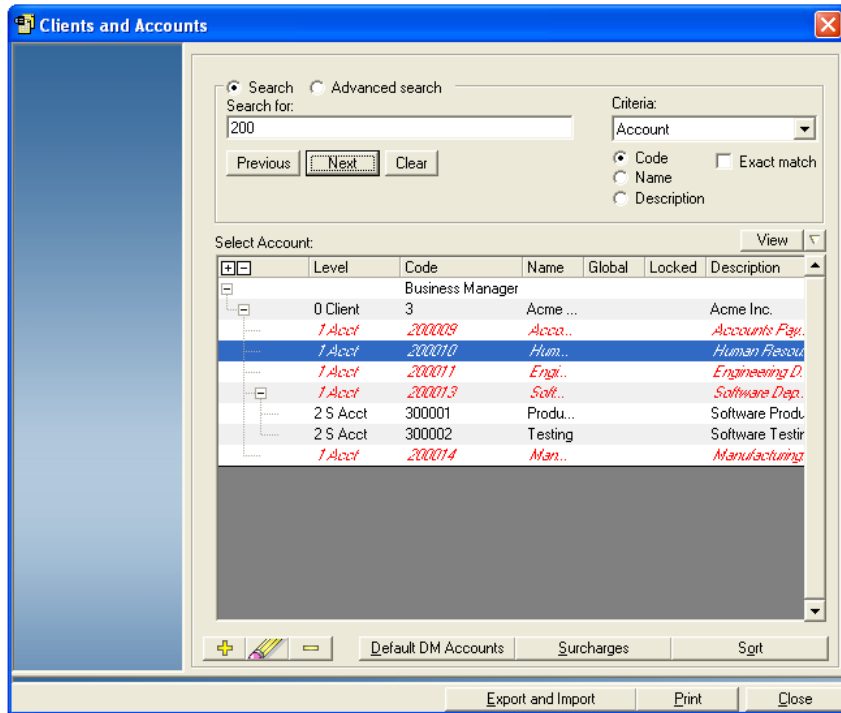 Clients and Accounts
Search Advanced search
Search for:
200
Previous Next Clear
Criteria:
Account
Code Exact match
Name
Description
View
Select Account:
Level Code Name Global Locked Description
Business Manager
0 Client 3 Acme ... Acme Inc.
1 Acct 200009 Acco... Accounts Pay.
1 Acct 200010 Hum... Human Resou
1 Acct 200011 Engi... Engineering D.
1 Acct 200013 Soft... Software Dep.
2 S Acct 300001 Produ... Software Produ
2 S Acct 300002 Testing Software Testin
1 Acct 200014 Man... Manufacturing.
Default DM Accounts Surcharges Sort
Export and Import Print Close